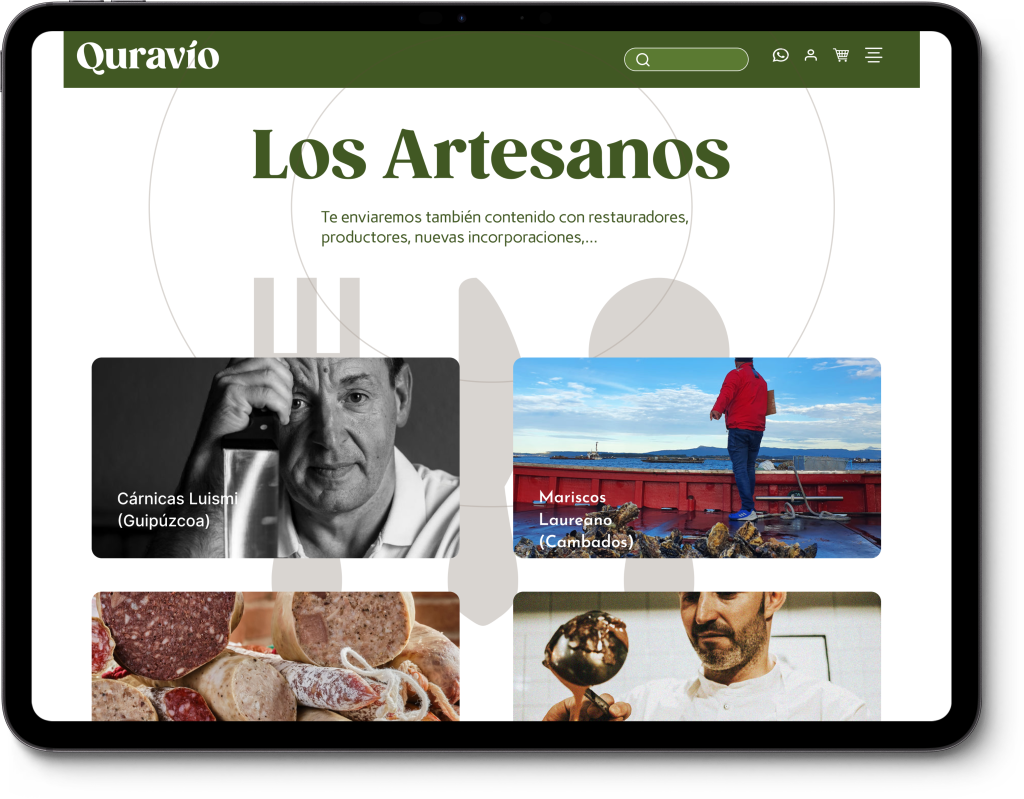 Quravío
Los Artesanos
Te enviaremos también contenido con restauradores,
productores, nuevas incorporaciones,...
Cárnicas Luismi
(Guipúzcoa)
Mariscos
Laureano
(Cambados)